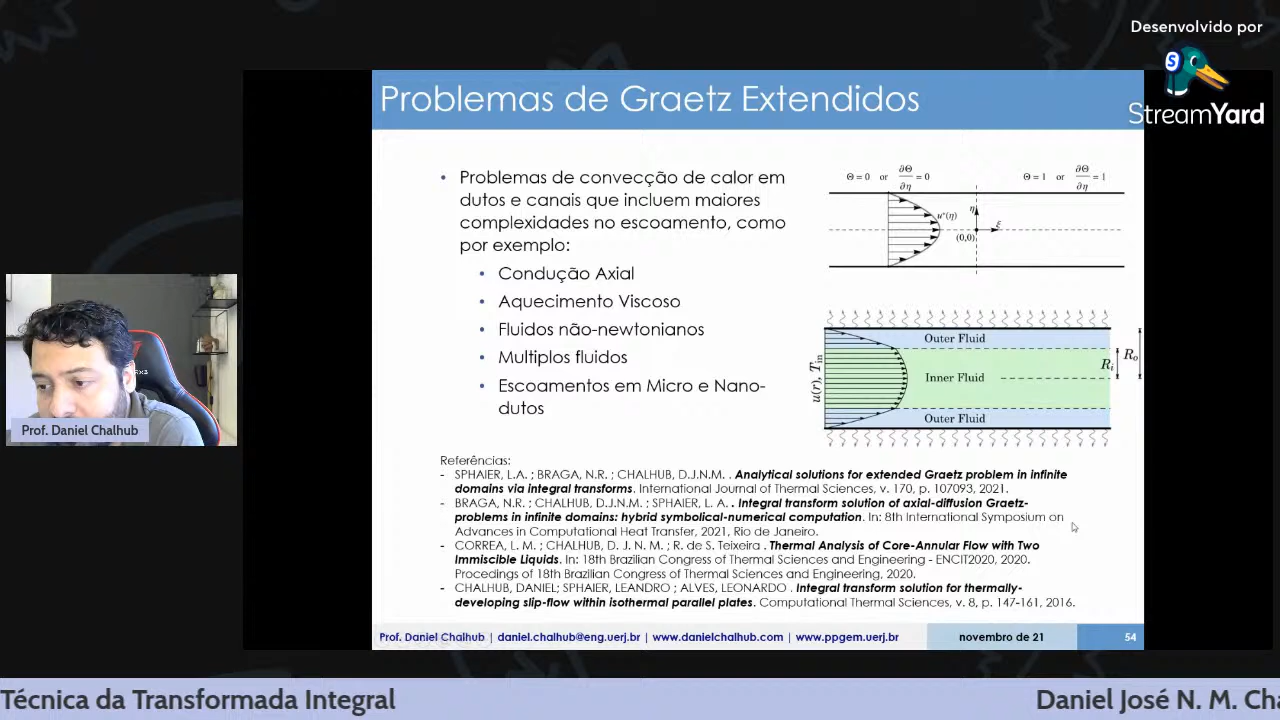 Desenvolvido por
StreamYard
Problemas de Graetz Extendidos
• Problemas de convecção de calor em
dutos e canais que incluem maiores
complexidades no escoamento, como
por exemplo:
• Condução Axial
• Aquecimento Viscoso
• Fluidos não-newtonianos
• Multiplos fluidos
• Escoamentos em Micro e Nano-
dutos
Θ = 0 or ∂Θ/∂η = 0
Θ = 1 or ∂Θ/∂η = 1
u*(η)
η
ξ
(0,0)
Outer Fluid
Inner Fluid
Outer Fluid
u(r), T_in
R_i
R_o
Prof. Daniel Chalhub
Referências:
- SPHAIER, L.A. ; BRAGA, N.R. ; CHALHUB, D.J.N.M. . Analytical solutions for extended Graetz problem in infinite
domains via integral transforms. International Journal of Thermal Sciences, v. 170, p. 107093, 2021.
- BRAGA, N.R. ; CHALHUB, D.J.N.M. ; SPHAIER, L. A. . Integral transform solution of axial-diffusion Graetz-
problems in infinite domains: hybrid symbolical-numerical computation. In: 8th International Symposium on
Advances in Computational Heat Transfer, 2021, Rio de Janeiro.
- CORREA, L. M. ; CHALHUB, D. J. N. M. ; R. de S. Teixeira . Thermal Analysis of Core-Annular Flow with Two
Immiscible Liquids. In: 18th Brazilian Congress of Thermal Sciences and Engineering - ENCIT2020, 2020.
Procedings of 18th Brazilian Congress of Thermal Sciences and Engineering, 2020.
- CHALHUB, DANIEL; SPHAIER, LEANDRO ; ALVES, LEONARDO . Integral transform solution for thermally-
developing slip-flow within isothermal parallel plates. Computational Thermal Sciences, v. 8, p. 147-161, 2016.
Prof. Daniel Chalhub | daniel.chalhub@eng.uerj.br | www.danielchalhub.com | www.ppgem.uerj.br
novembro de 21
54
Técnica da Transformada Integral
Daniel José N. M. Cha